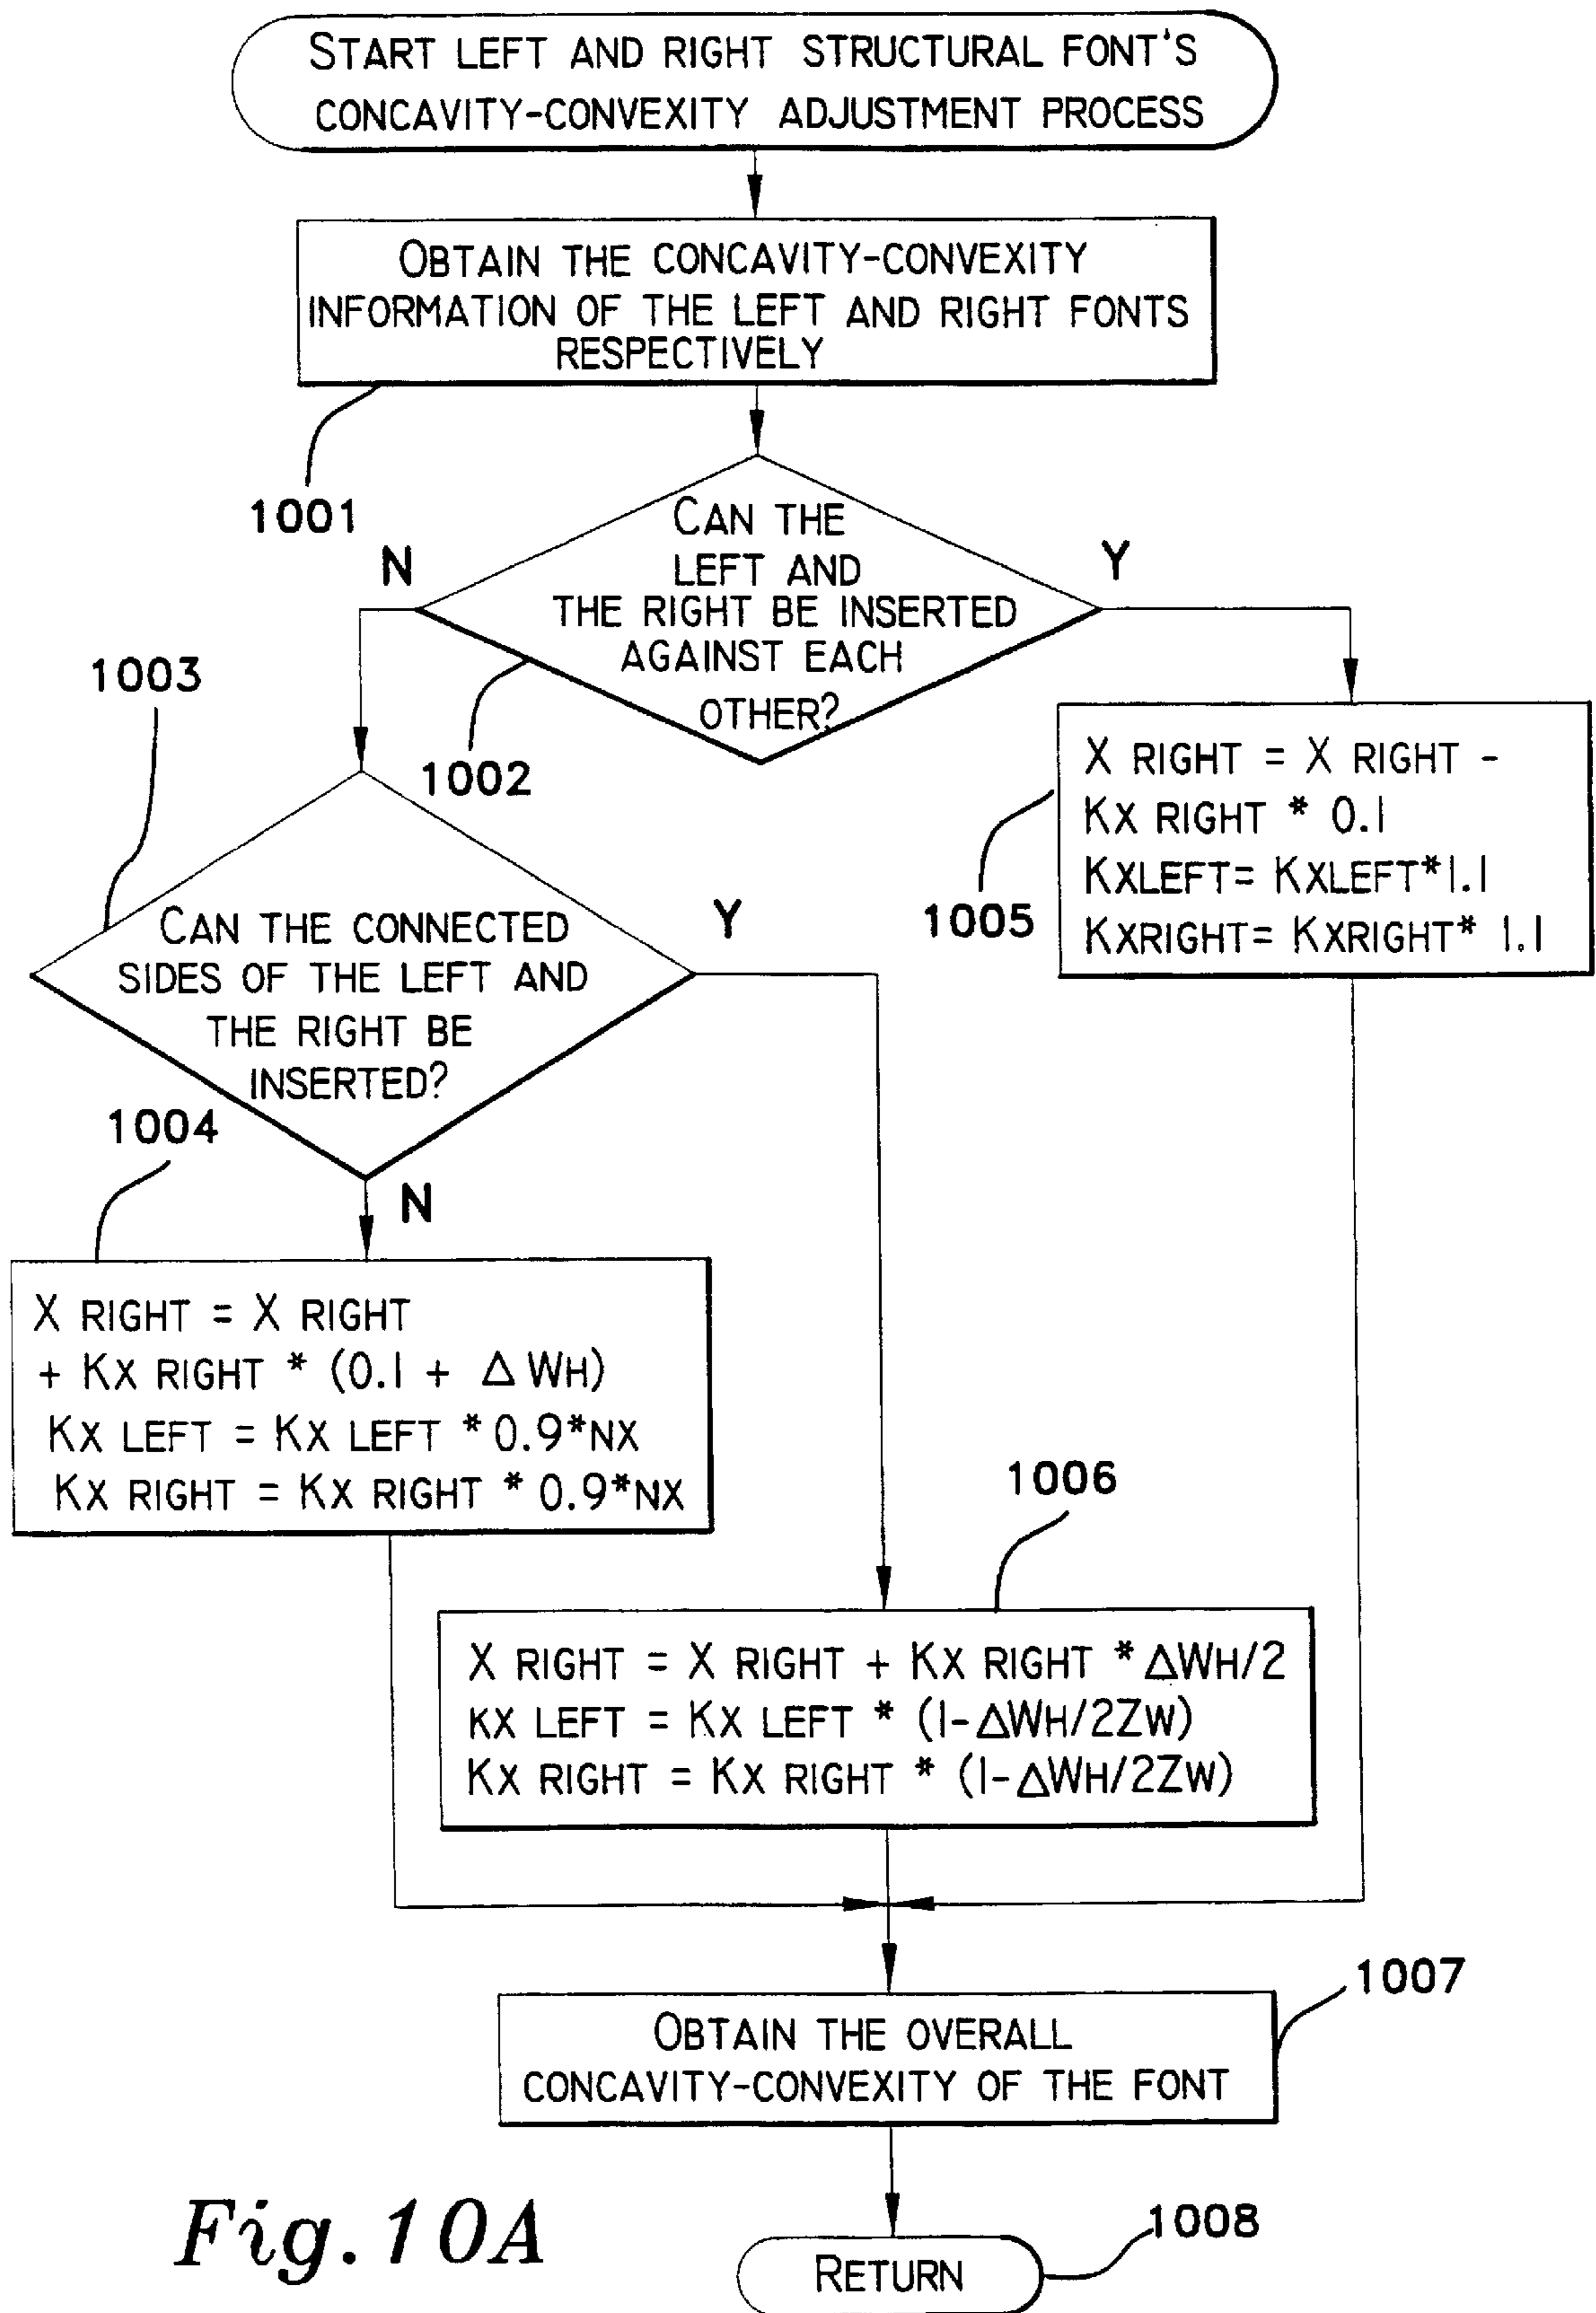 START LEFT AND RIGHT STRUCTURAL FONT'S
CONCAVITY-CONVEXITY ADJUSTMENT PROCESS
OBTAIN THE CONCAVITY-CONVEXITY
INFORMATION OF THE LEFT AND RIGHT FONTS
RESPECTIVELY
1001
CAN THE
LEFT AND
THE RIGHT BE INSERTED
AGAINST EACH
OTHER?
N
Y
1002
1003
X RIGHT = X RIGHT -
KX RIGHT * 0.1
KXLEFT= KXLEFT*1.1
KXRIGHT= KXRIGHT* 1.1
1005
CAN THE CONNECTED
SIDES OF THE LEFT AND
THE RIGHT BE
INSERTED?
Y
N
1004
X RIGHT = X RIGHT
+ KX RIGHT * (0.1 + Δ WH)
KX LEFT = KX LEFT * 0.9*NX
KX RIGHT = KX RIGHT * 0.9*NX
1006
X RIGHT = X RIGHT + KX RIGHT * ΔWH/2
KX LEFT = KX LEFT * (1-ΔWH/2ZW)
KX RIGHT = KX RIGHT * (1-ΔWH/2ZW)
1007
OBTAIN THE OVERALL
CONCAVITY-CONVEXITY OF THE FONT
1008
RETURN
Fig. 10A